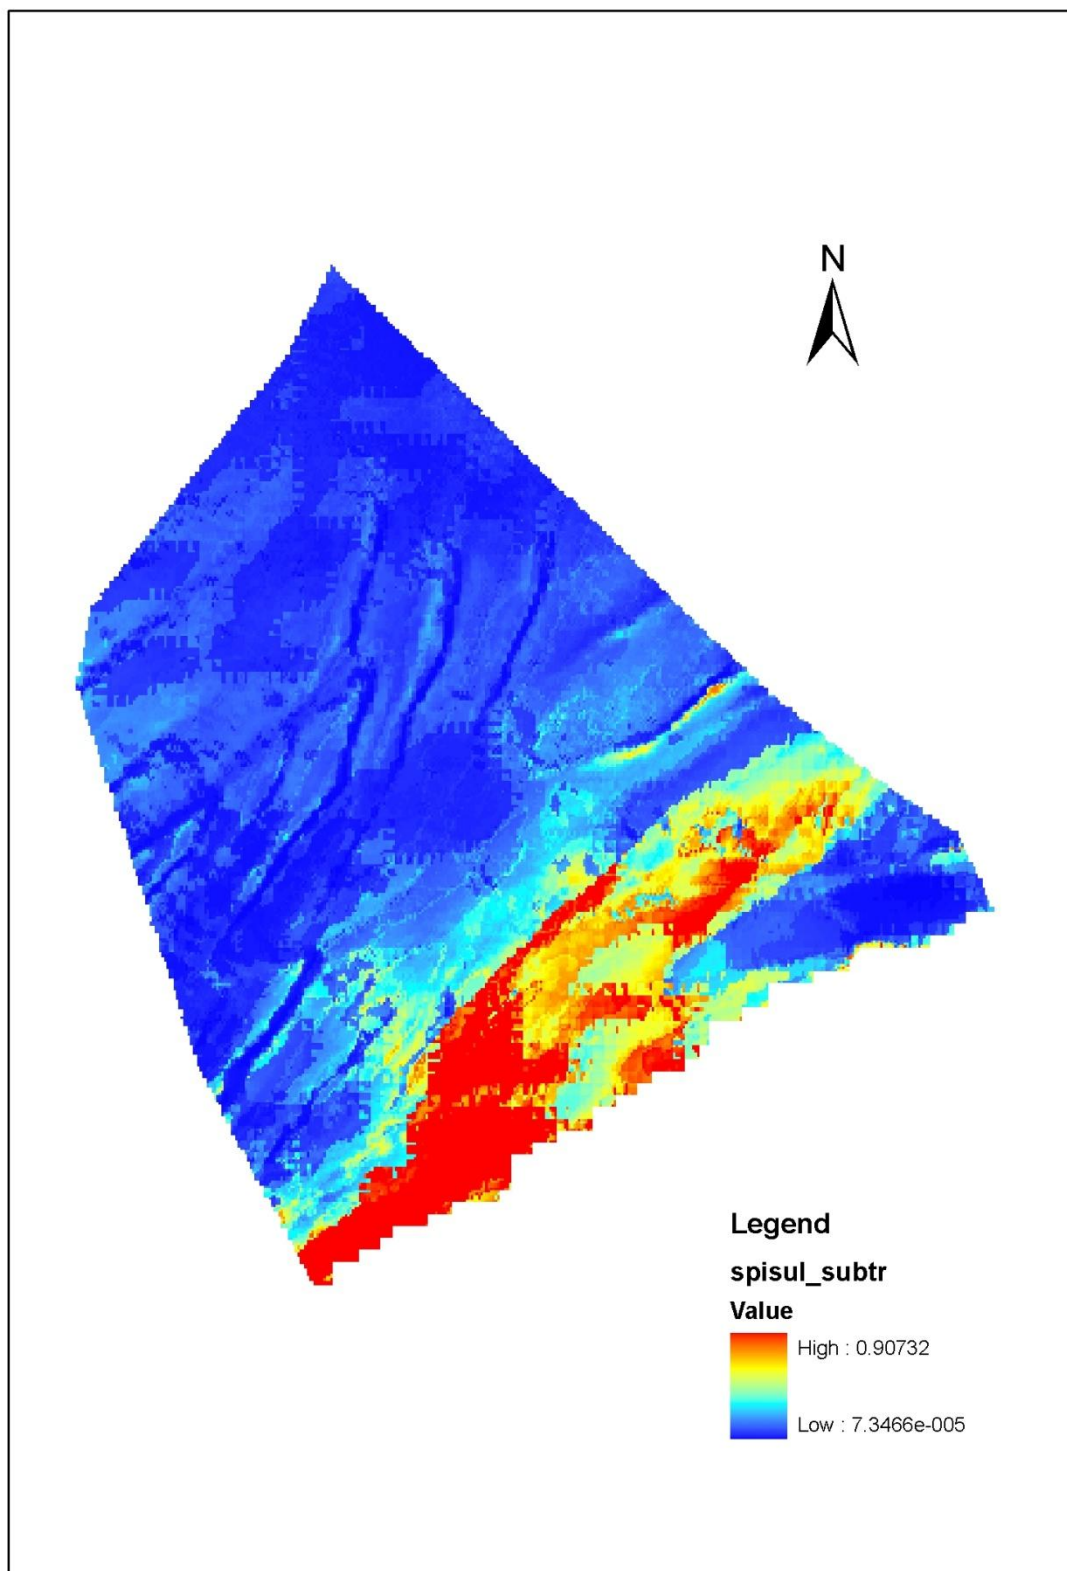 N
Legend
spisul_subtr
Value
High : 0.90732
Low : 7.3466e-005